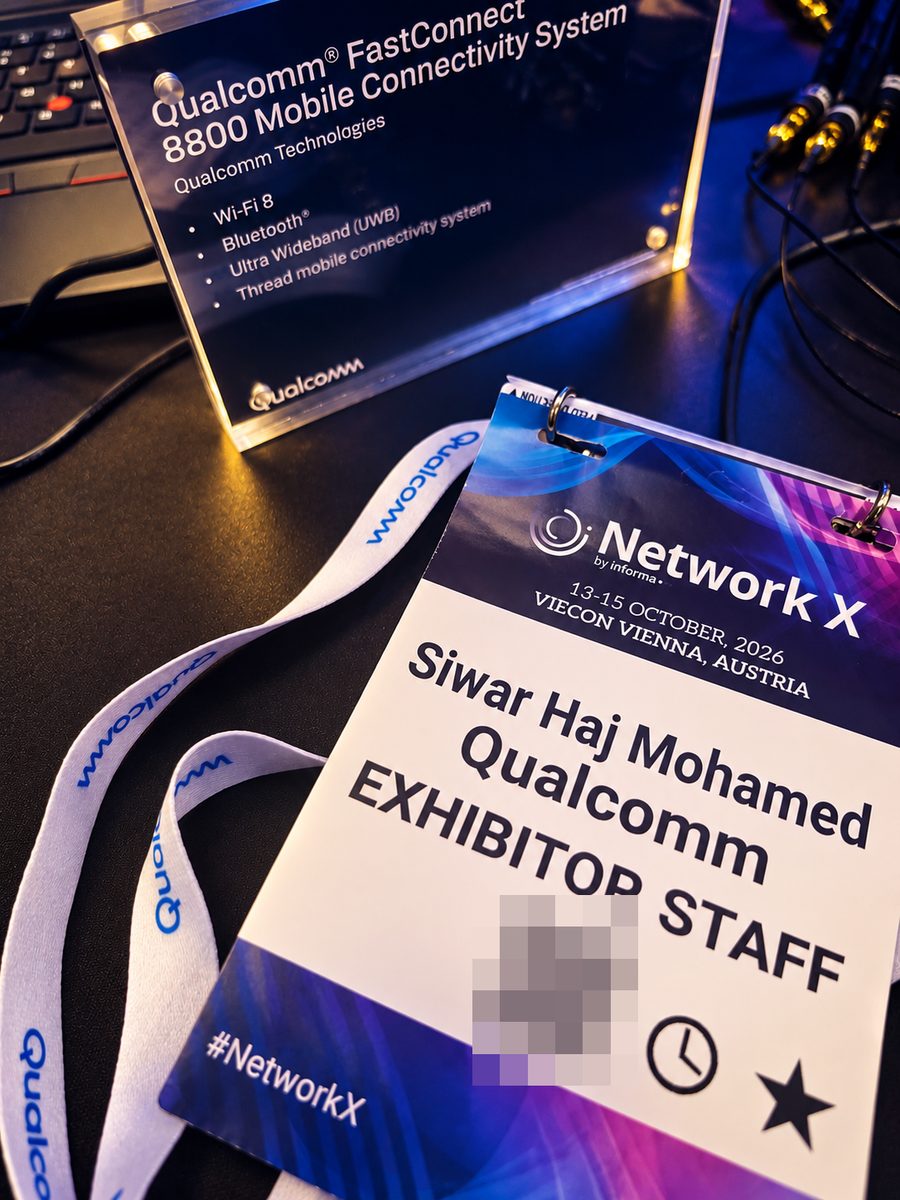 Qualcomm® FastConnect
8800 Mobile Connectivity System
Qualcomm Technologies
• Wi-Fi 8
• Bluetooth®
• Ultra Wideband (UWB)
• Thread mobile connectivity system
Qualcomm
Qualcomm
Qualcomm
Qualcomm
Network X
by informa
13-15 OCTOBER, 2026
VIECON VIENNA, AUSTRIA
Siwar Haj Mohamed
Qualcomm
EXHIBITOR STAFF
#NetworkX